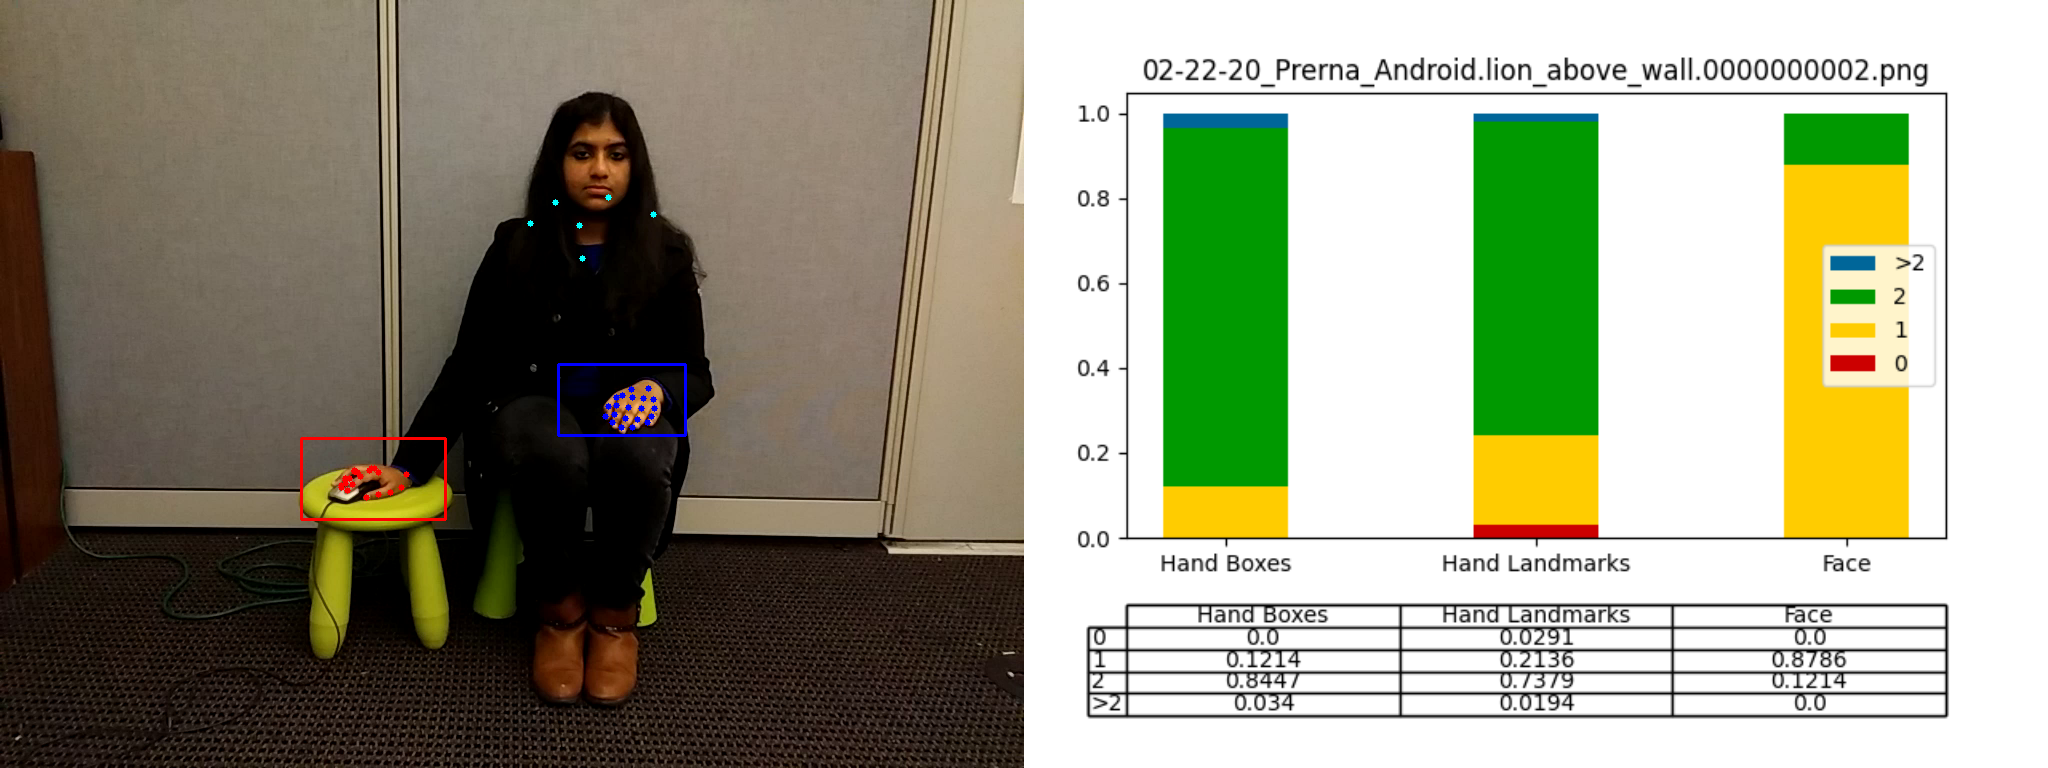 02-22-20_Prerna_Android.lion_above_wall.0000000002.png
1.0
0.8
0.6
0.4
0.2
0.0
>2
2
1
0
Hand Boxes Hand Landmarks Face
Hand Boxes Hand Landmarks Face
0 0.0 0.0291 0.0
1 0.1214 0.2136 0.8786
2 0.8447 0.7379 0.1214
>2 0.034 0.0194 0.0